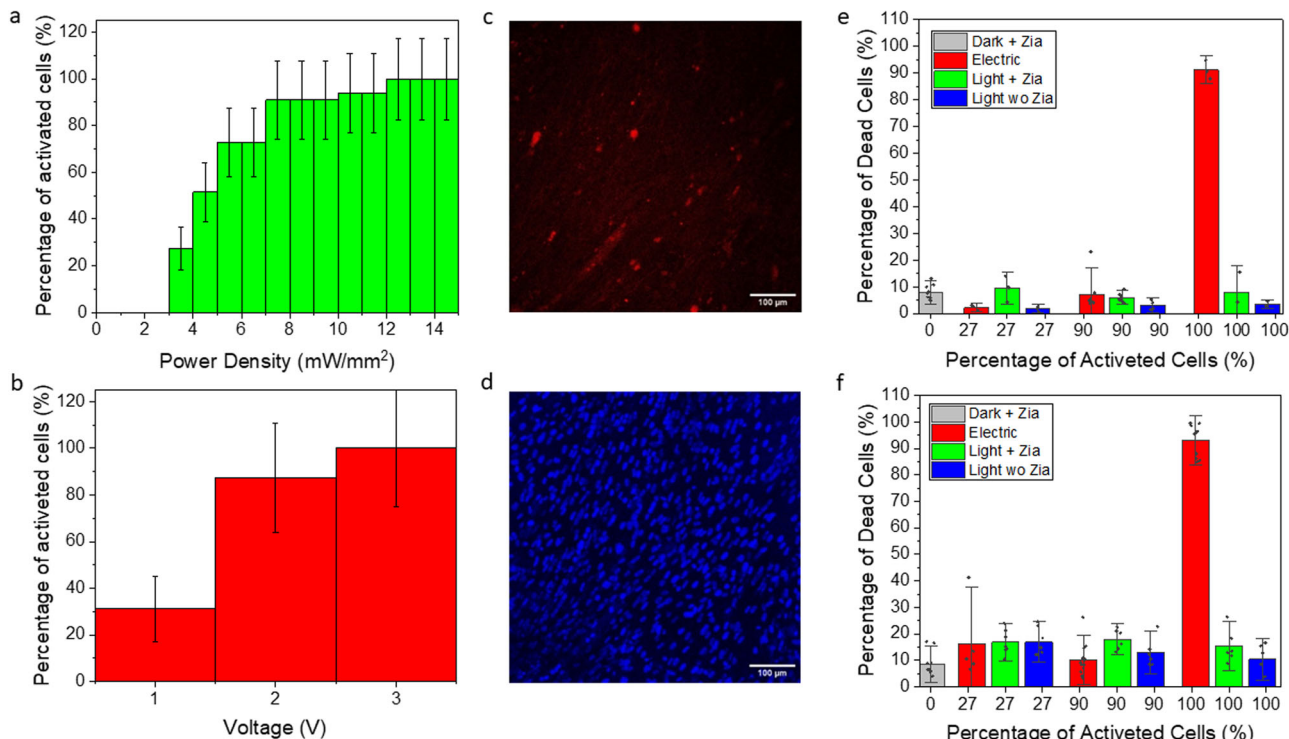 a
Percentage of activated cells (%)
120
100
80
60
40
20
0
0 2 4 6 8 10 12 14
Power Density (mW/mm²)
b
Percentage of activeted cells (%)
120
100
80
60
40
20
0
1 2 3
Voltage (V)
c
100 µm
d
100 µm
e
Percentage of Dead Cells (%)
110
100
90
80
70
60
50
40
30
20
10
0
Dark + Zia
Electric
Light + Zia
Light wo Zia
0 27 27 27 90 90 90 100 100 100
Percentage of Activeted Cells (%)
f
Percentage of Dead Cells (%)
110
100
90
80
70
60
50
40
30
20
10
0
Dark + Zia
Electric
Light + Zia
Light wo Zia
0 27 27 27 90 90 90 100 100 100
Percentage of Activeted Cells (%)